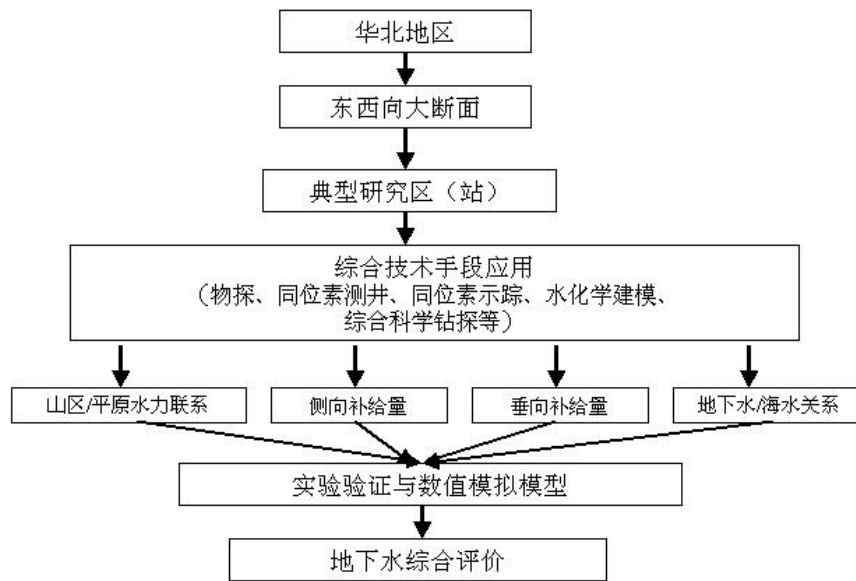 华北地区
东西向大断面
典型研究区（站）
综合技术手段应用
（物探、同位素测井、同位素示踪、水化学建模、
综合科学钻探等）
山区/平原水力联系
侧向补给量
垂向补给量
地下水/海水关系
实验验证与数值模拟模型
地下水综合评价